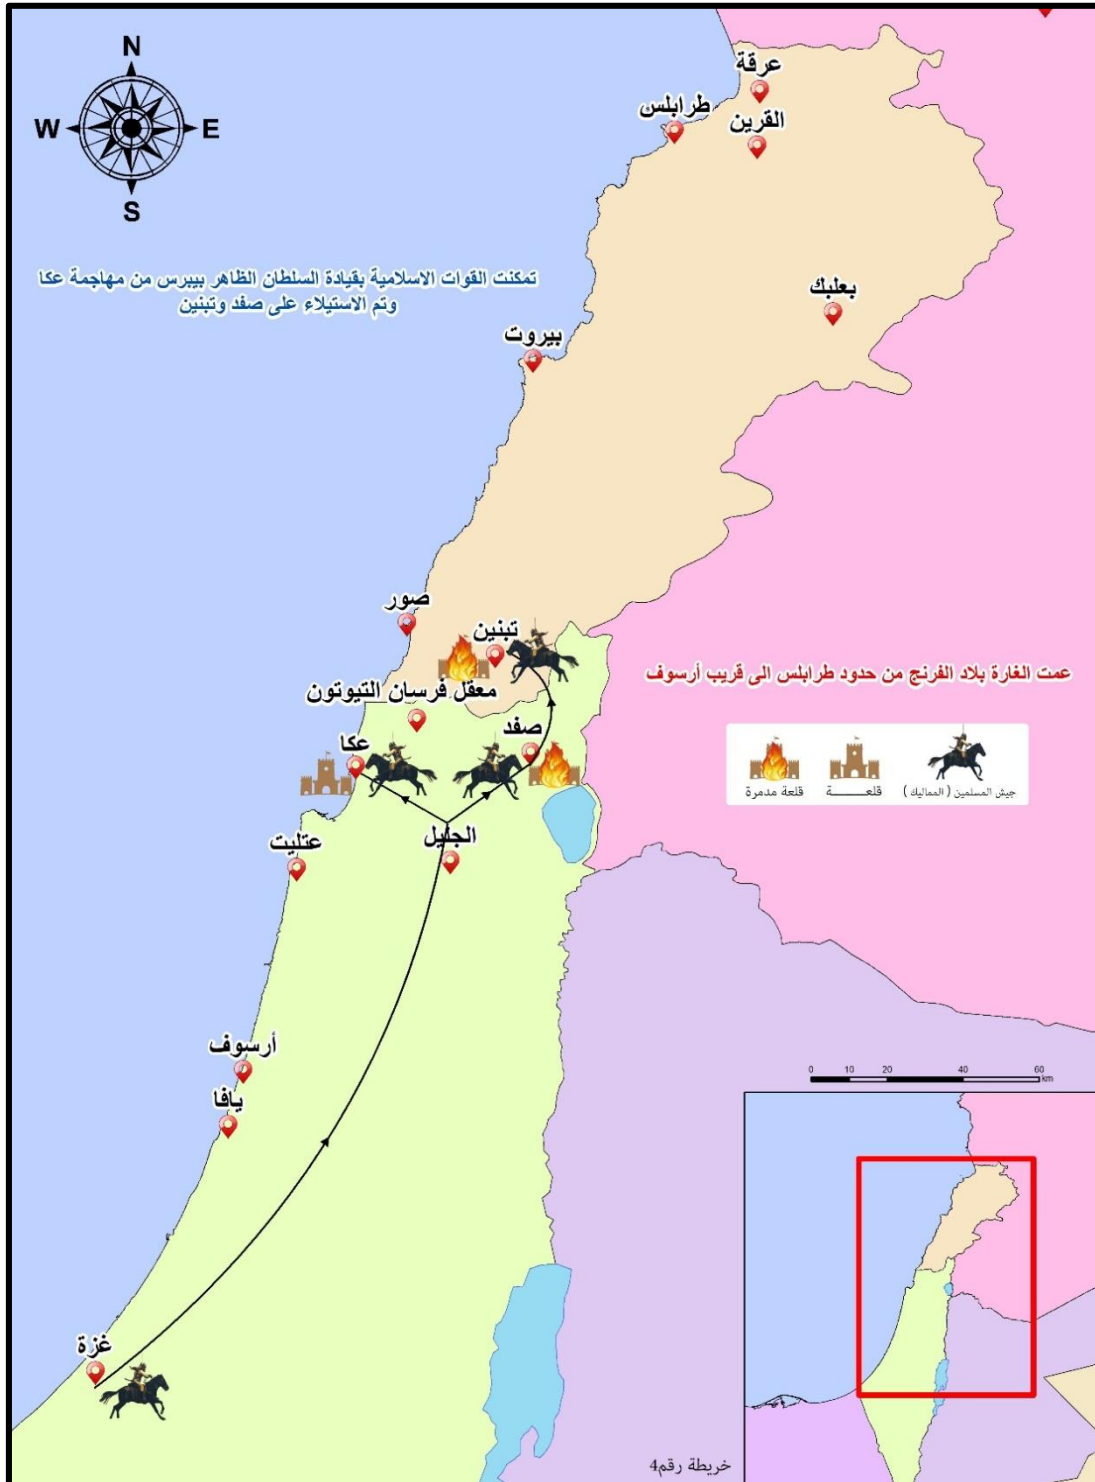 N
W
E
S
عرقة
طرابلس
القرين
تمكنت القوات الاسلامية بقيادة السلطان الظاهر بيبرس من مهاجمة عكا
وتم الاستيلاء على صفد وتبنين
بعلبك
بيروت
صور
تبنين
عمت الغارة بلاد الفرنج من حدود طرابلس الى قريب أرسوف
معقل فرسان التيوتون
صفد
عكا
جيش المسلمين ( المماليك )
قلعــــــــة
قلعة مدمرة
عتليت
الجليل
أرسوف
يافا
0 10 20 40 60
km
غزة
خريطة رقم4